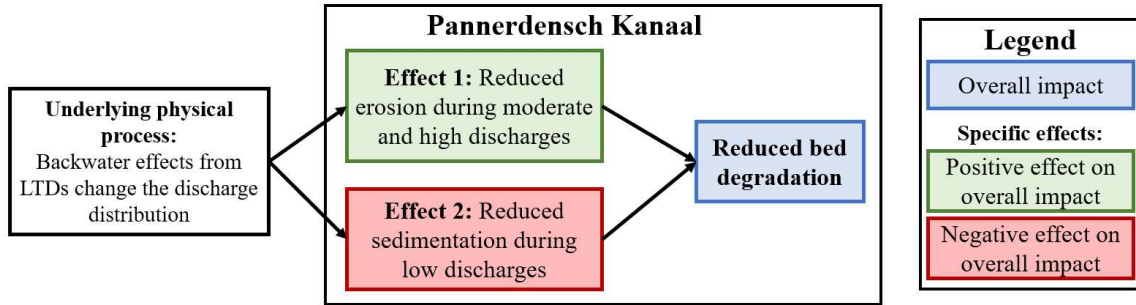 Pannerdensch Kanaal
Underlying physical
process:
Backwater effects from
LTDs change the discharge
distribution
Effect 1: Reduced
erosion during moderate
and high discharges
Effect 2: Reduced
sedimentation during
low discharges
Reduced bed
degradation
Legend
Overall impact
Specific effects:
Positive effect on
overall impact
Negative effect on
overall impact